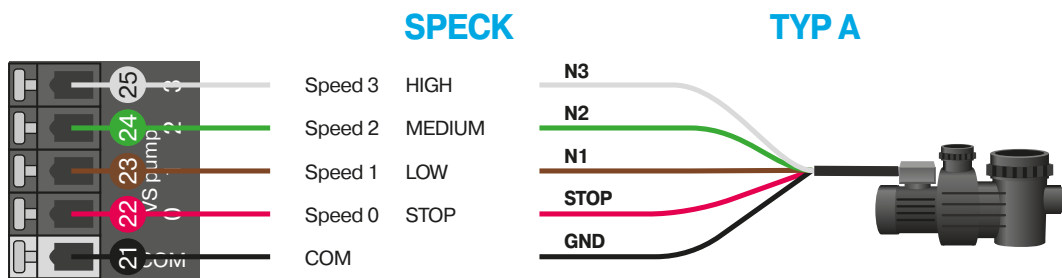 SPECK TYP A
25 3 Speed 3 HIGH N3
24 2 Speed 2 MEDIUM N2
23 Speed 1 LOW N1
22 0 Speed 0 STOP STOP
21 COM COM GND
VS pump